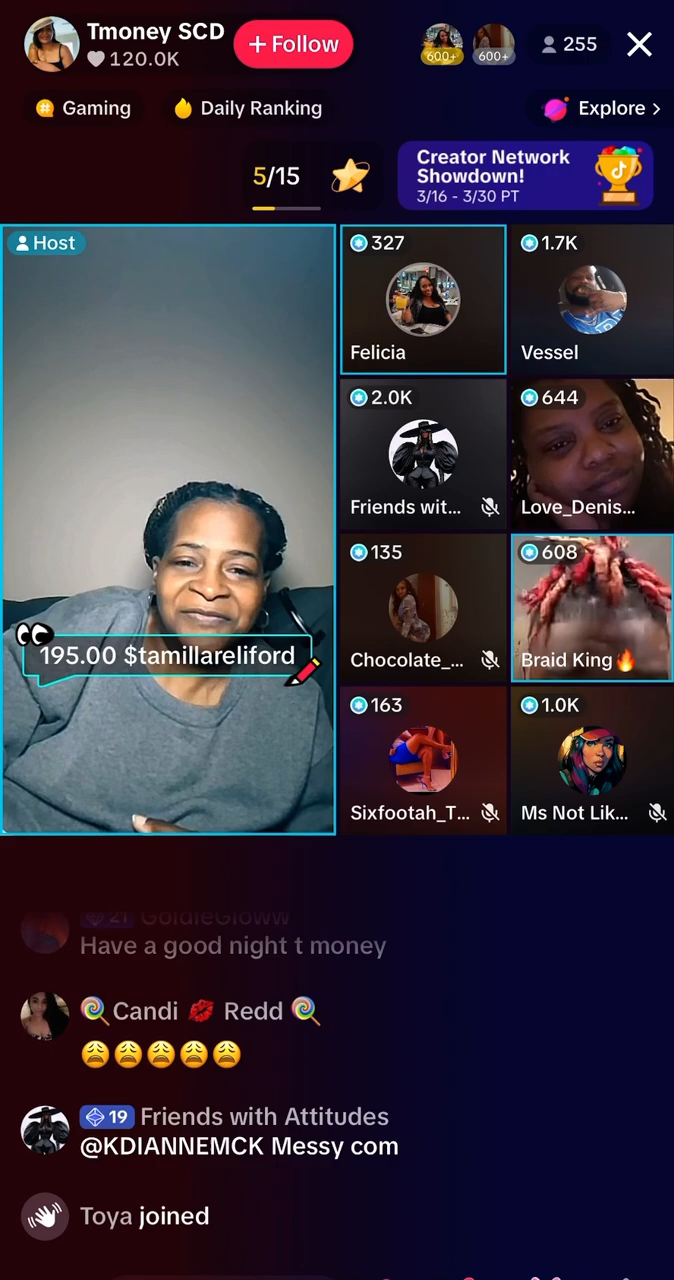 Tmoney SCD
120.0K
+ Follow
600+
600+
255
Gaming
Daily Ranking
Explore >
5/15
Creator Network
Showdown!
3/16 - 3/30 PT
Host
327
Felicia
1.7K
Vessel
2.0K
Friends wit...
644
Love_Denis...
135
Chocolate_...
608
Braid King🔥
163
Sixfootah_T...
1.0K
Ms Not Lik...
195.00 $tamillareliford
21 GoldieGloww
Have a good night t money
🍭Candi 💋 Redd 🍭
😩😩😩😩😩
19 Friends with Attitudes
@KDIANNEMCK Messy com
Toya joined